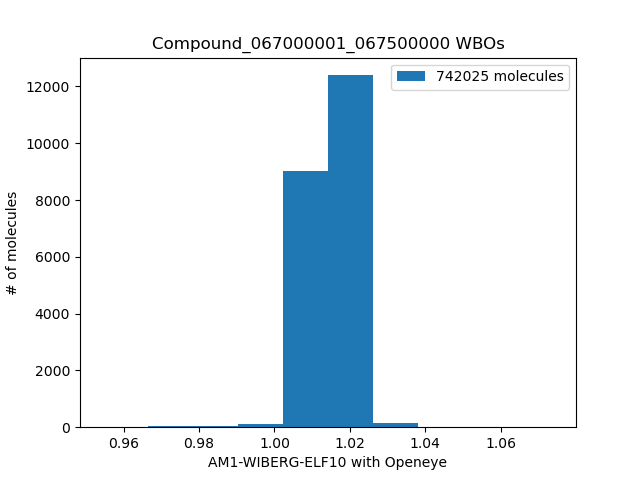 Compound_067000001_067500000 WBOs
742025 molecules
# of molecules
12000
10000
8000
6000
4000
2000
0
0.96 0.98 1.00 1.02 1.04 1.06
AM1-WIBERG-ELF10 with Openeye